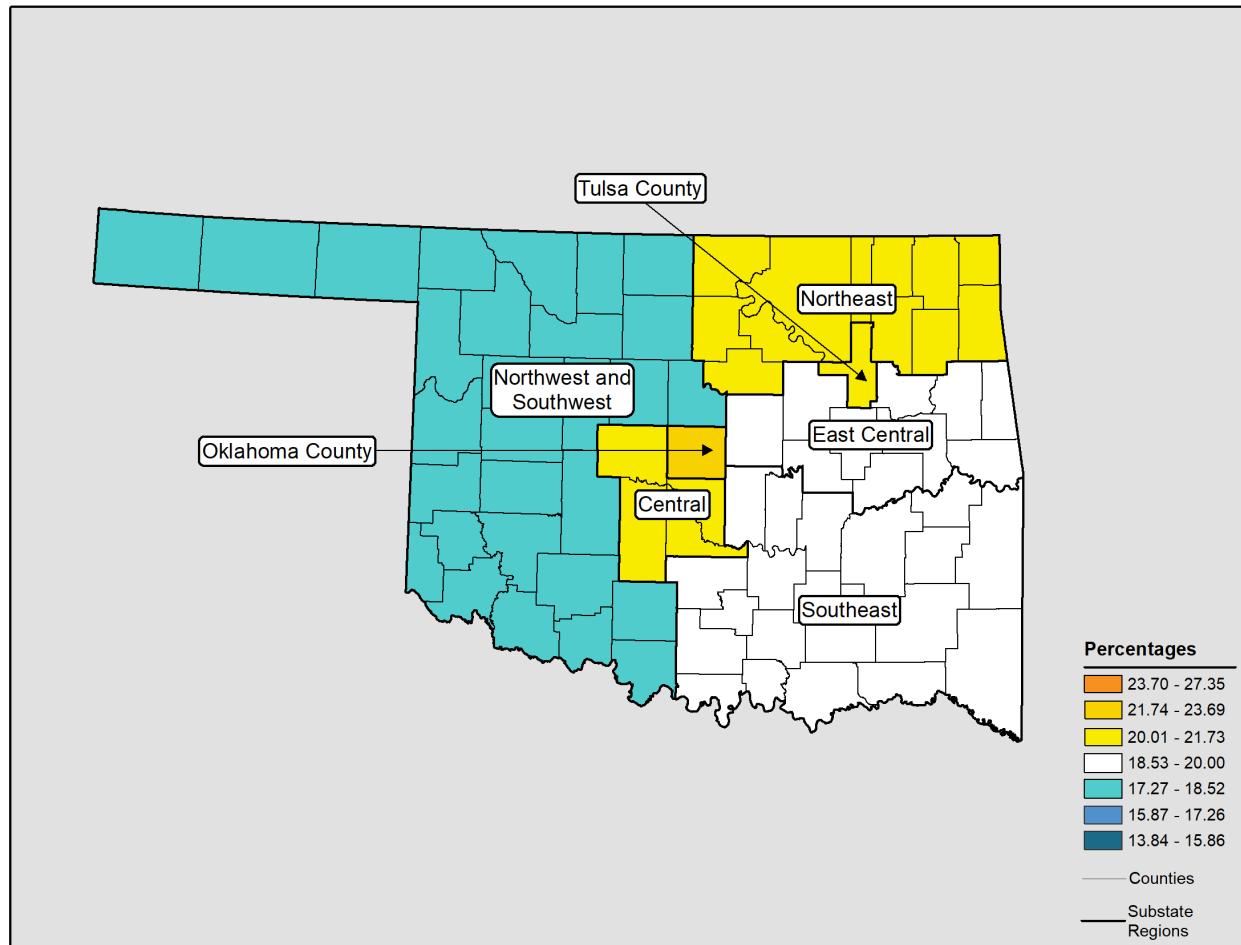 Tulsa County
Northeast
Northwest and
Southwest
East Central
Oklahoma County
Central
Southeast
Percentages
23.70 - 27.35
21.74 - 23.69
20.01 - 21.73
18.53 - 20.00
17.27 - 18.52
15.87 - 17.26
13.84 - 15.86
Counties
Substate
Regions